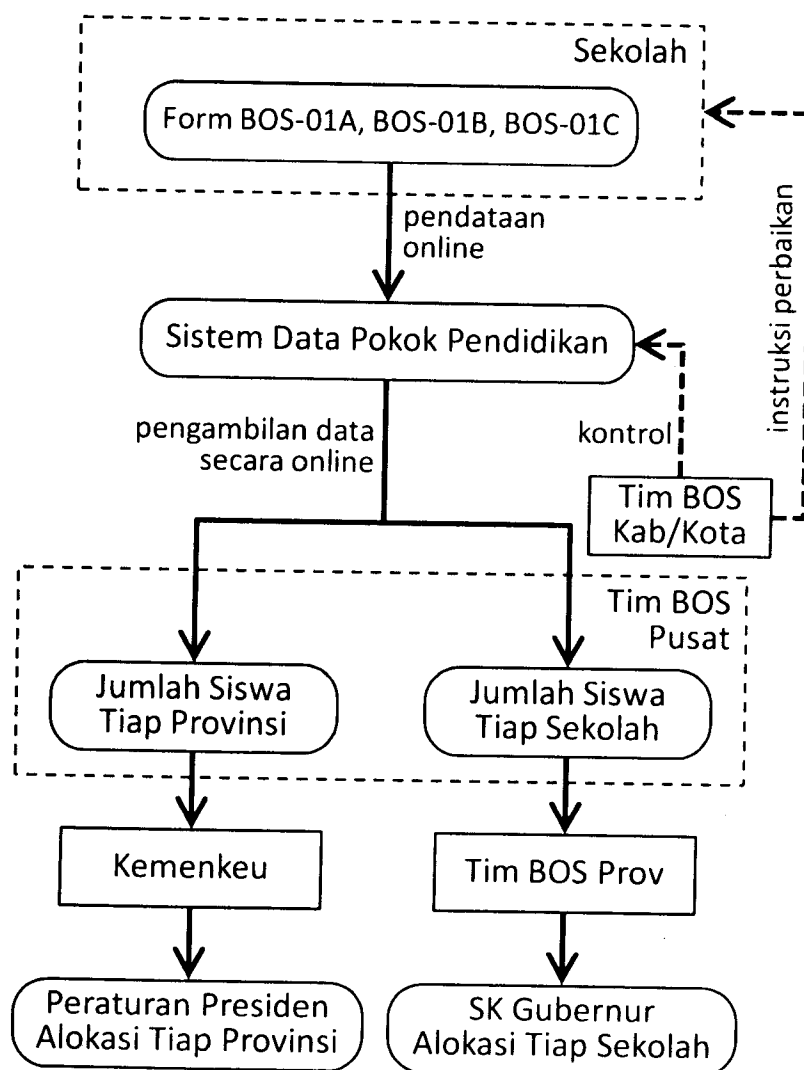 Sekolah
Form BOS-01A, BOS-01B, BOS-01C
pendataan
online
instruksi perbaikan
Sistem Data Pokok Pendidikan
pengambilan data
secara online
kontrol
Tim BOS
Kab/Kota
Tim BOS
Pusat
Jumlah Siswa
Tiap Provinsi
Jumlah Siswa
Tiap Sekolah
Kemenkeu
Tim BOS Prov
Peraturan Presiden
Alokasi Tiap Provinsi
SK Gubernur
Alokasi Tiap Sekolah